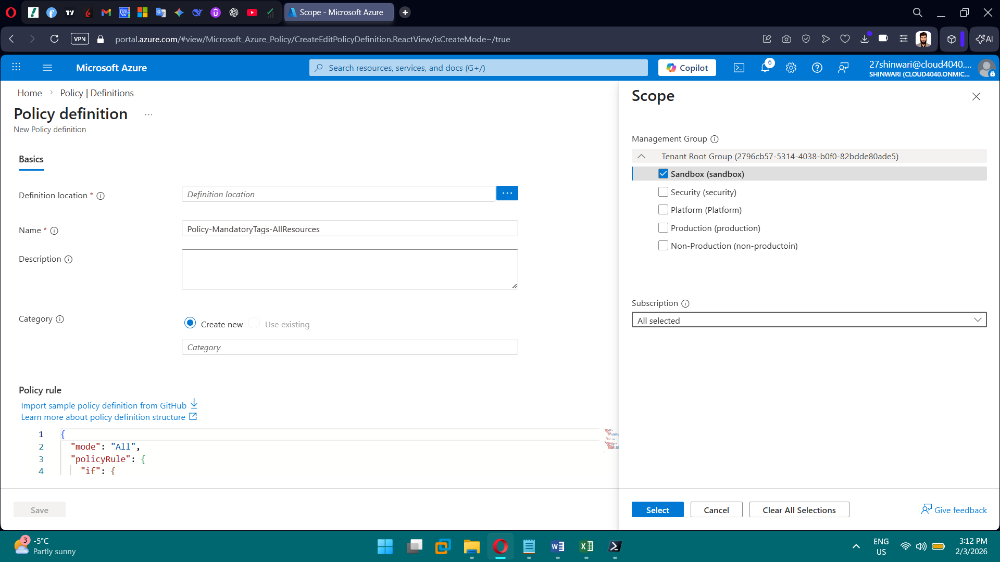 Scope - Microsoft Azure
VPN
portal.azure.com/#view/Microsoft_Azure_Policy/CreateEditPolicyDefinition.ReactView/isCreateMode~/true
AI
Microsoft Azure
Search resources, services, and docs (G+/)
Copilot
6
27shinwari@cloud4040....
SHINWARI (CLOUD4040.ONMIC...
Home > Policy | Definitions
Policy definition ...
New Policy definition
Basics
Definition location *
Definition location
...
Name *
Policy-MandatoryTags-AllResources
Description
Category
Create new
Use existing
Category
Policy rule
Import sample policy definition from GitHub
Learn more about policy definition structure
1 {
2 "mode": "All",
3 "policyRule": {
4 "if": {
Save
Scope
Management Group
Tenant Root Group (2796cb57-5314-4038-b0f0-82bdde80ade5)
Sandbox (sandbox)
Security (security)
Platform (Platform)
Production (production)
Non-Production (non-productoin)
Subscription
All selected
Select
Cancel
Clear All Selections
Give feedback
3
-5°C
Partly sunny
ENG
US
3:12 PM
2/3/2026